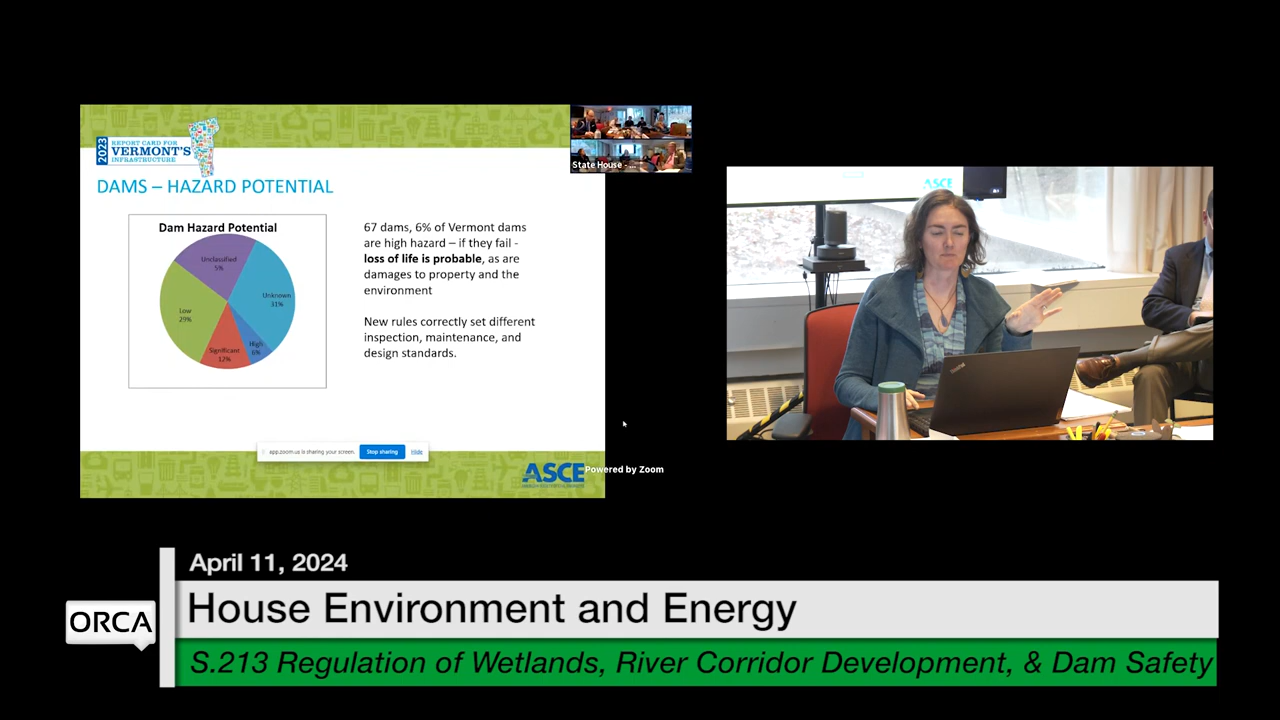 2023
REPORT CARD FOR
VERMONT'S
INFRASTRUCTURE
State House - ...
DAMS – HAZARD POTENTIAL
Dam Hazard Potential
Unclassified
5%
Unknown
31%
Low
29%
High
6%
Significant
12%
67 dams, 6% of Vermont dams
are high hazard – if they fail -
loss of life is probable, as are
damages to property and the
environment
New rules correctly set different
inspection, maintenance, and
design standards.
app.zoom.us is sharing your screen.
Stop sharing
Hide
ASCE
Powered by Zoom
ASCE
April 11, 2024
ORCA
House Environment and Energy
S.213 Regulation of Wetlands, River Corridor Development, & Dam Safety